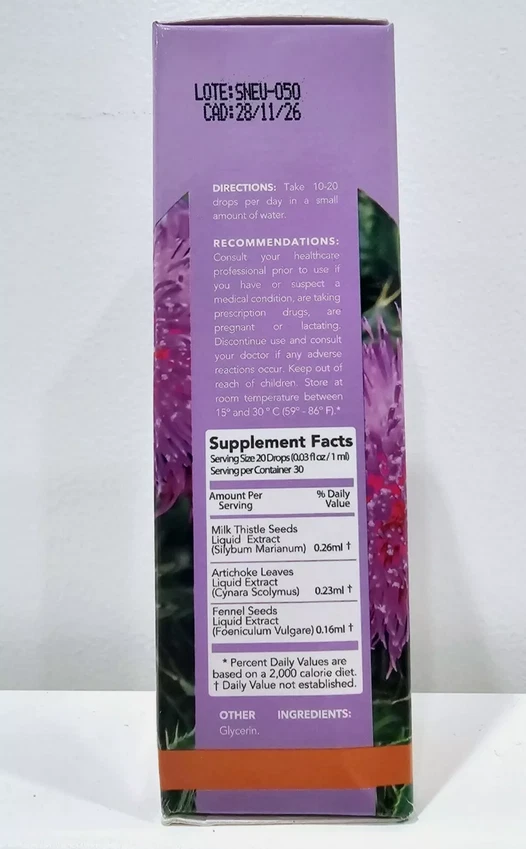 LOTE:SNEU-050
CAD:28/11/26
DIRECTIONS: Take 10-20
drops per day in a small
amount of water.
RECOMMENDATIONS:
Consult your healthcare
professional prior to use if
you have or suspect a
medical condition, are taking
prescription drugs, are
pregnant or lactating.
Discontinue use and consult
your doctor if any adverse
reactions occur. Keep out of
reach of children. Store at
room temperature between
15° and 30 ° C (59° - 86° F).*
Supplement Facts
Serving Size 20 Drops (0.03 fl oz / 1 ml)
Serving per Container 30
Amount Per % Daily
Serving Value
Milk Thistle Seeds
Liquid Extract
(Silybum Marianum) 0.26ml †
Artichoke Leaves
Liquid Extract
(Cynara Scolymus) 0.23ml †
Fennel Seeds
Liquid Extract
(Foeniculum Vulgare) 0.16ml †
* Percent Daily Values are
based on a 2,000 calorie diet.
† Daily Value not established.
OTHER INGREDIENTS:
Glycerin.